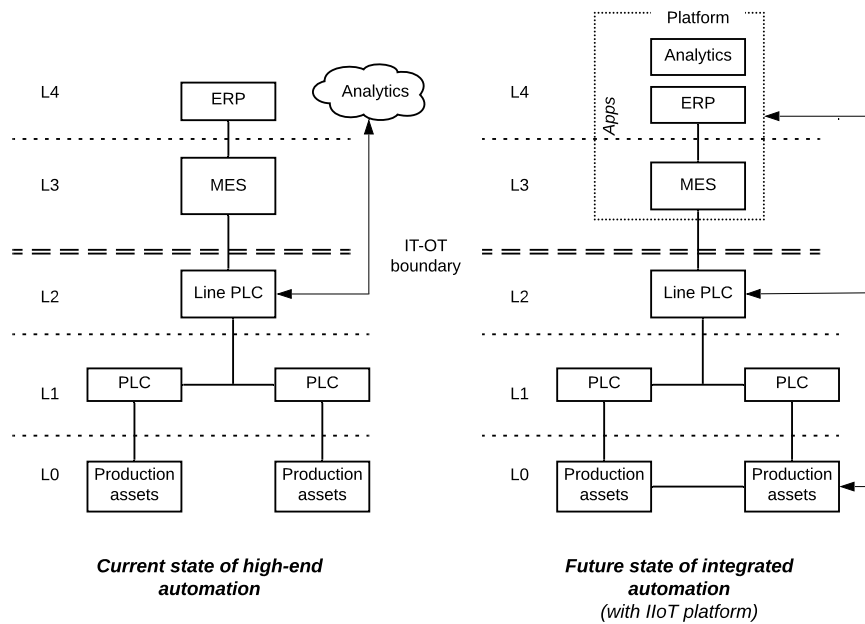 L4
ERP
Analytics
L3
MES
IT-OT
boundary
L2
Line PLC
L1
PLC
PLC
L0
Production
assets
Production
assets
Current state of high-end
automation
Platform
Analytics
L4
ERP
Apps
L3
MES
L2
Line PLC
L1
PLC
PLC
L0
Production
assets
Production
assets
Future state of integrated
automation
(with IIoT platform)